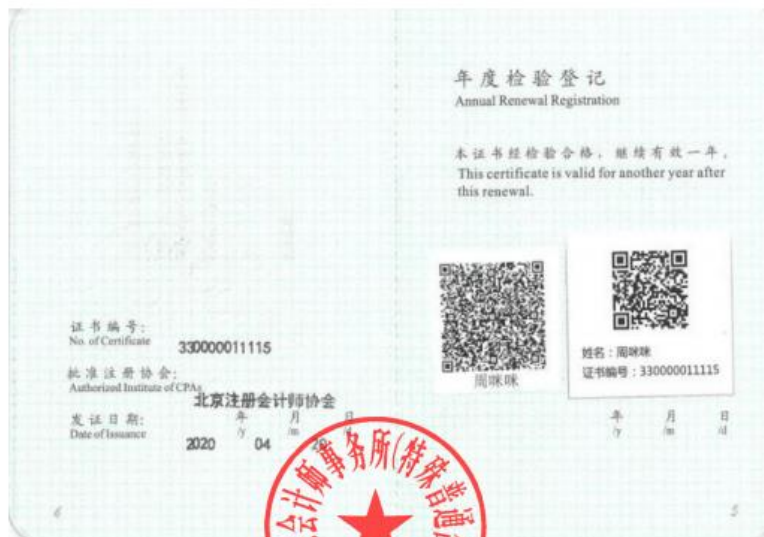 证书编号:
No. of Certificate
330000011115
批准注册协会:
Authorized Institute of CPAs
北京注册会计师协会
发证日期:
Date of Issuance
年 月 日
/y /m /d
2020 04
会计师事务所(特殊普通
6
年度检验登记
Annual Renewal Registration
本证书经检验合格，继续有效一年。
This certificate is valid for another year after
this renewal.
周咪咪
姓名：周咪咪
证书编号：330000011115
年 月 日
/y /m /d
5